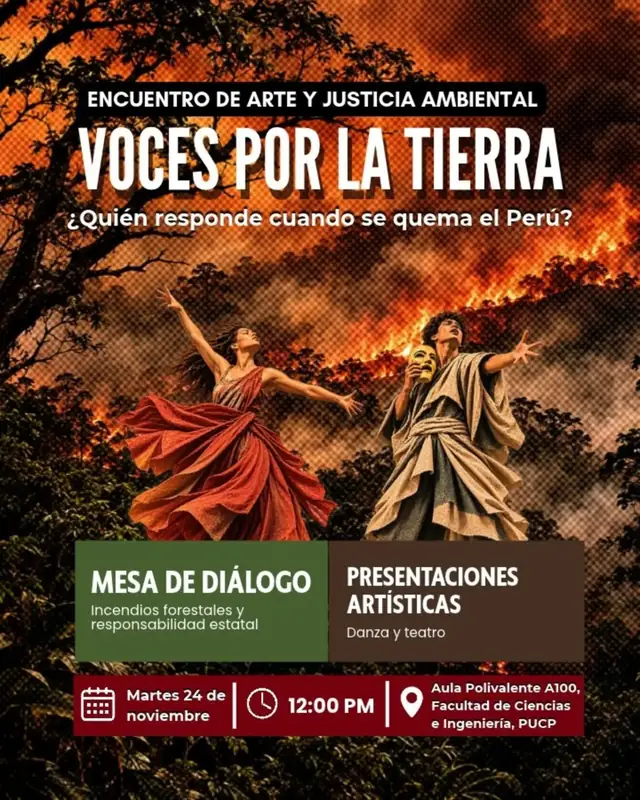 ENCUENTRO DE ARTE Y JUSTICIA AMBIENTAL
VOCES POR LA TIERRA
¿Quién responde cuando se quema el Perú?
MESA DE DIÁLOGO
Incendios forestales y
responsabilidad estatal
PRESENTACIONES
ARTÍSTICAS
Danza y teatro
Martes 24 de
noviembre
12:00 PM
Aula Polivalente A100,
Facultad de Ciencias
e Ingeniería, PUCP